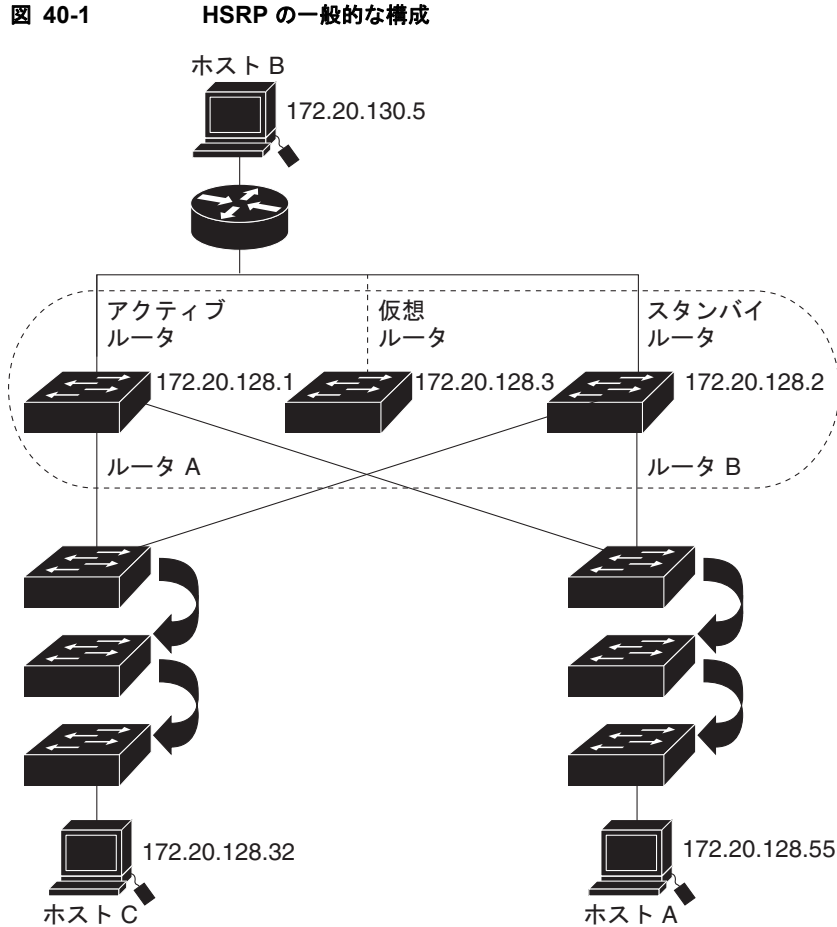 図 40-1 HSRP の一般的な構成
ホスト B
172.20.130.5
アクティブ
ルータ
仮想
ルータ
スタンバイ
ルータ
172.20.128.1
172.20.128.3
172.20.128.2
ルータ A
ルータ B
172.20.128.32
172.20.128.55
ホスト C
ホスト A